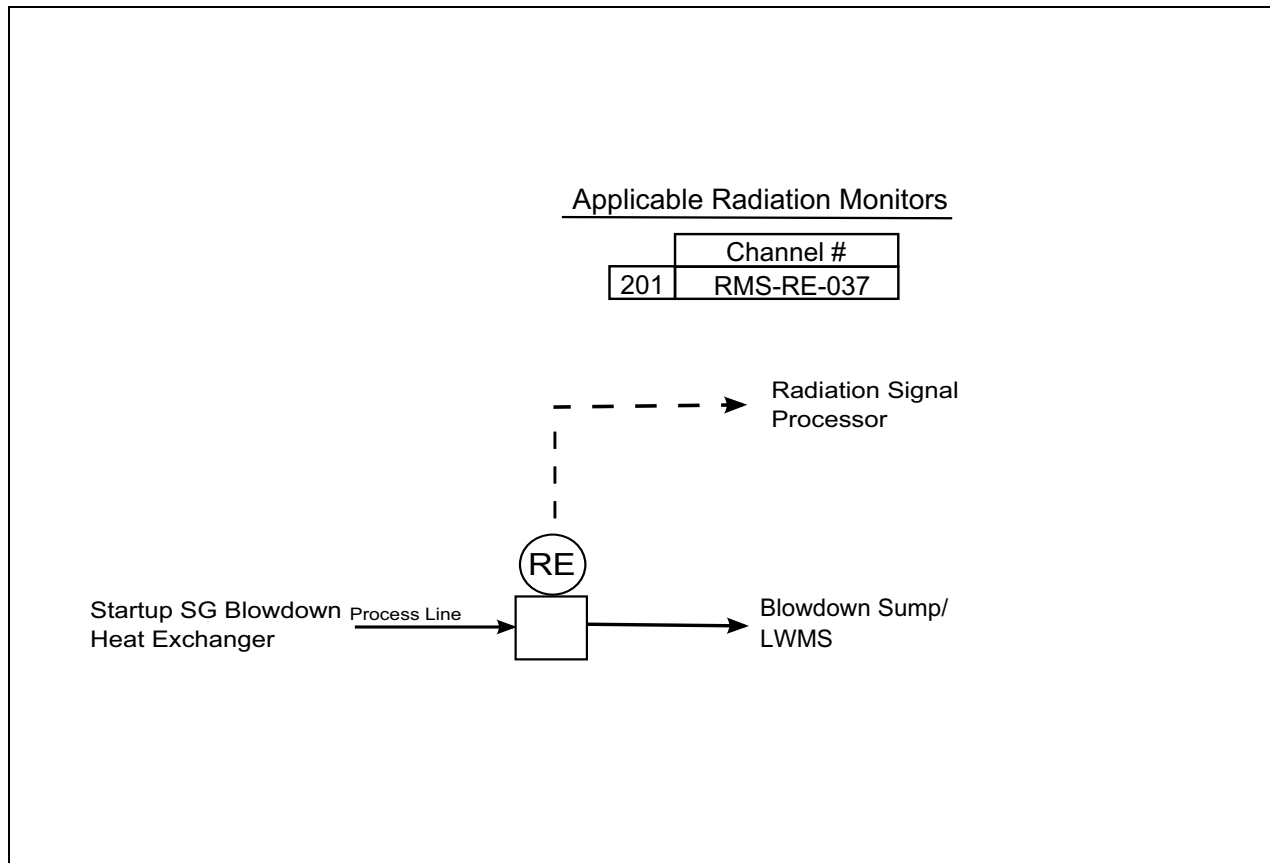 Applicable Radiation Monitors
Channel #
201 RMS-RE-037
Radiation Signal
Processor
RE
Startup SG Blowdown
Heat Exchanger
Process Line
Blowdown Sump/
LWMS